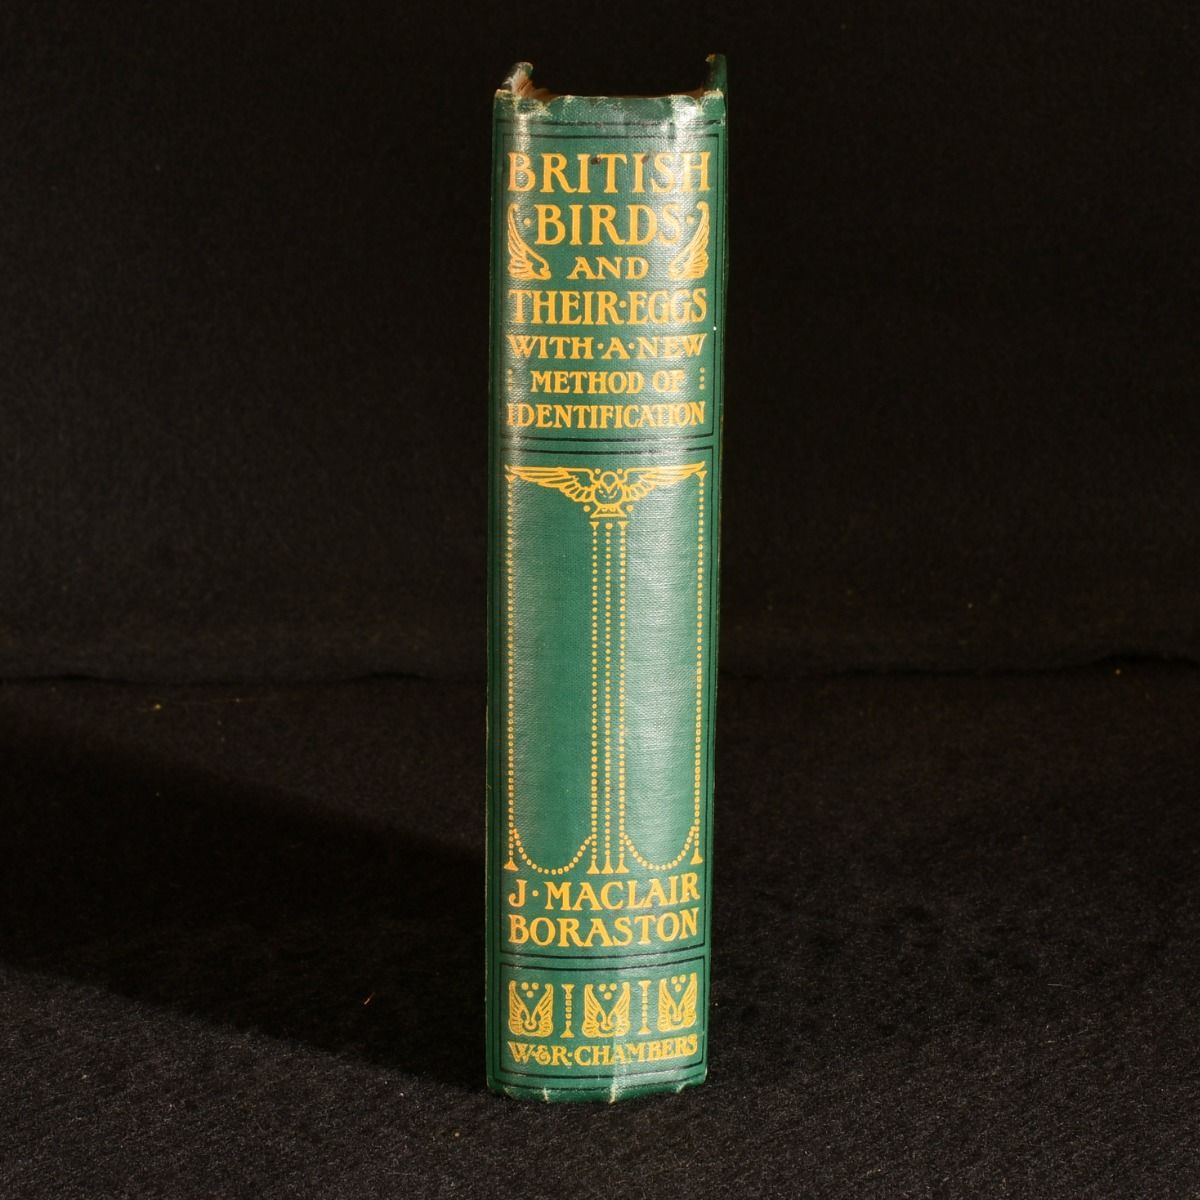 BRITISH
·BIRDS·
AND
THEIR·EGGS
WITH·A·NEW
METHOD OF
IDENTIFICATION
J·MACLAIR
BORASTON
W·&R·CHAMBERS